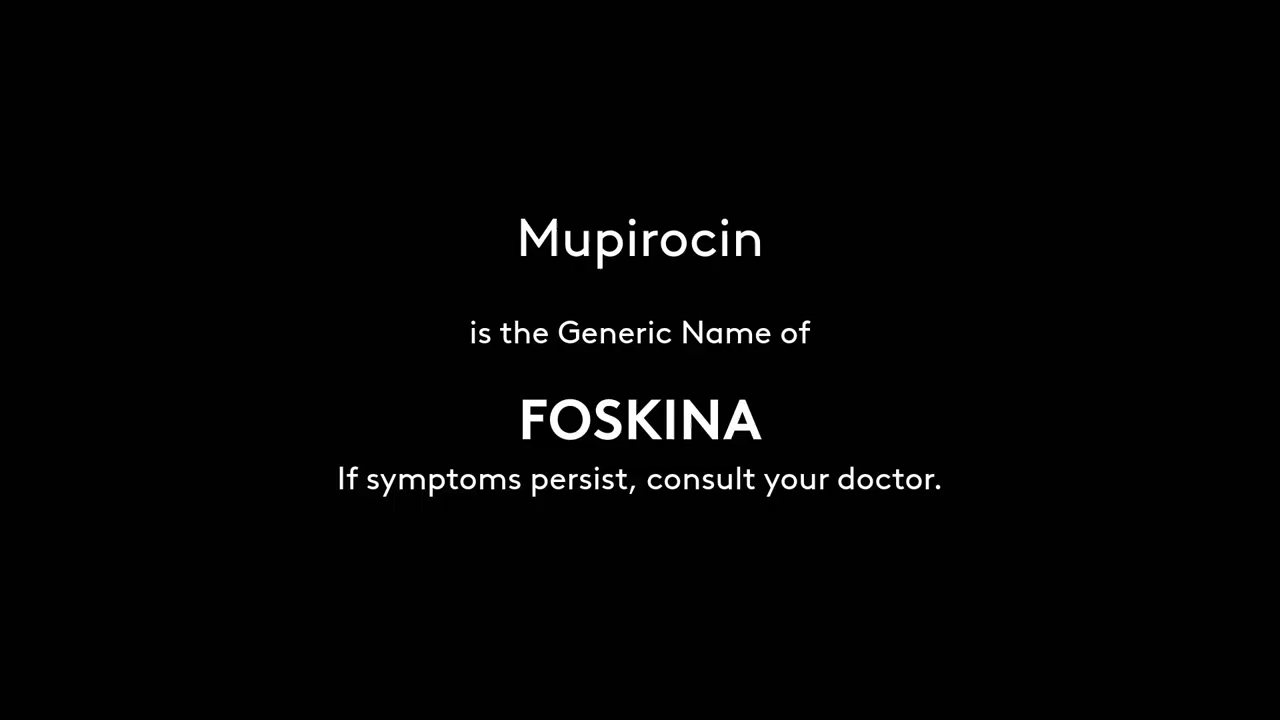 Mupirocin
is the Generic Name of
FOSKINA
If symptoms persist, consult your doctor.